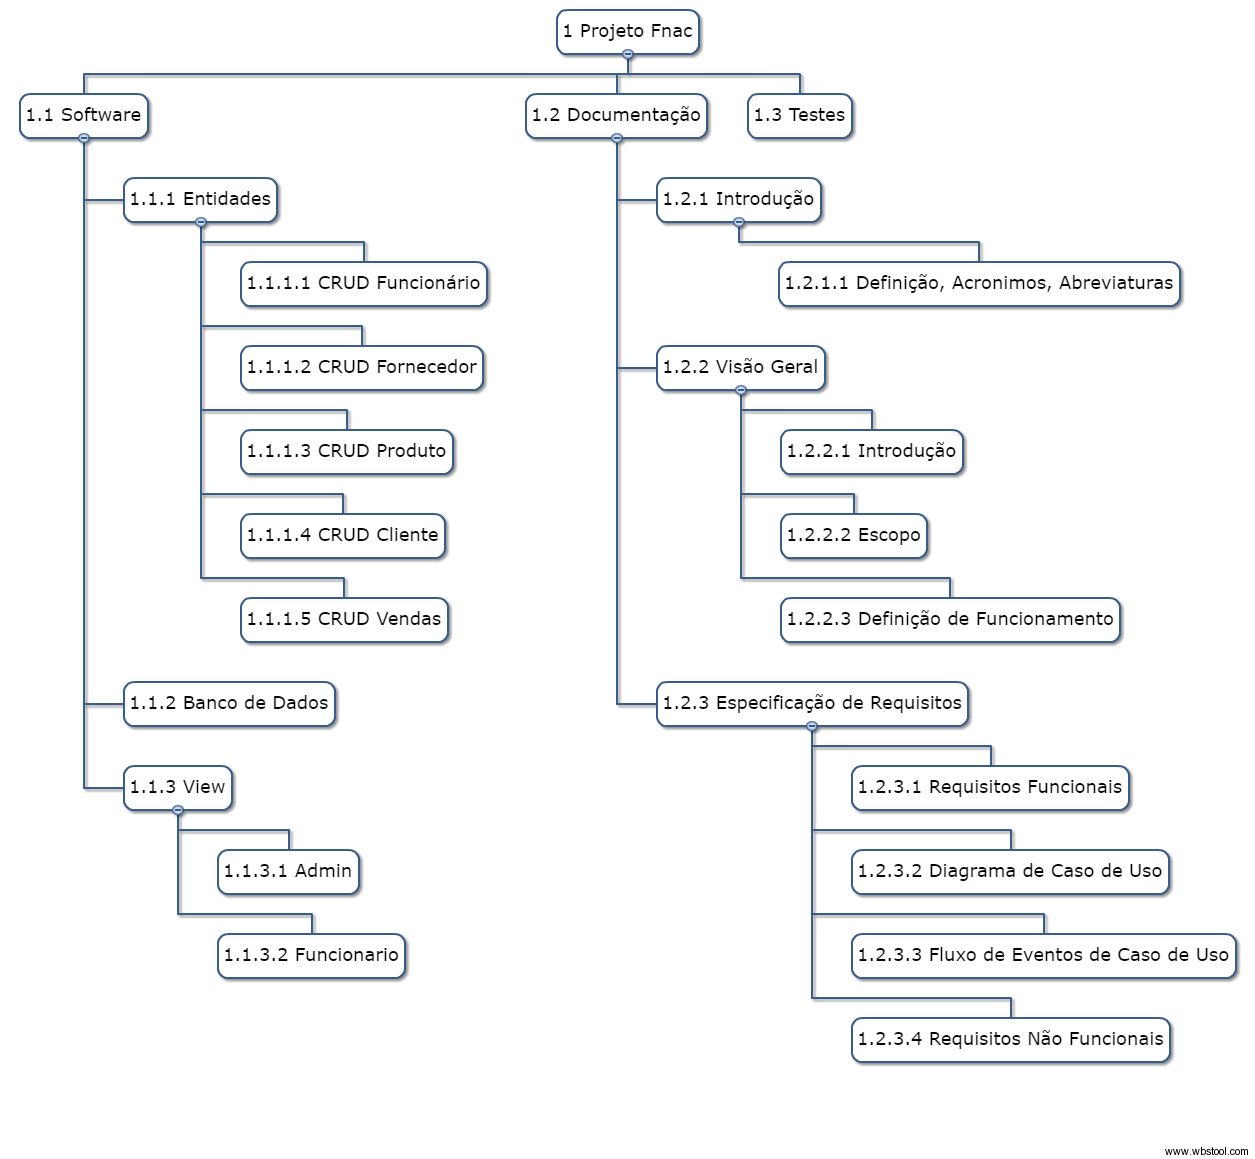 1 Projeto Fnac
1.1 Software
1.2 Documentação
1.3 Testes
1.1.1 Entidades
1.1.1.1 CRUD Funcionário
1.1.1.2 CRUD Fornecedor
1.1.1.3 CRUD Produto
1.1.1.4 CRUD Cliente
1.1.1.5 CRUD Vendas
1.1.2 Banco de Dados
1.1.3 View
1.1.3.1 Admin
1.1.3.2 Funcionario
1.2.1 Introdução
1.2.1.1 Definição, Acronimos, Abreviaturas
1.2.2 Visão Geral
1.2.2.1 Introdução
1.2.2.2 Escopo
1.2.2.3 Definição de Funcionamento
1.2.3 Especificação de Requisitos
1.2.3.1 Requisitos Funcionais
1.2.3.2 Diagrama de Caso de Uso
1.2.3.3 Fluxo de Eventos de Caso de Uso
1.2.3.4 Requisitos Não Funcionais
www.wbstool.com